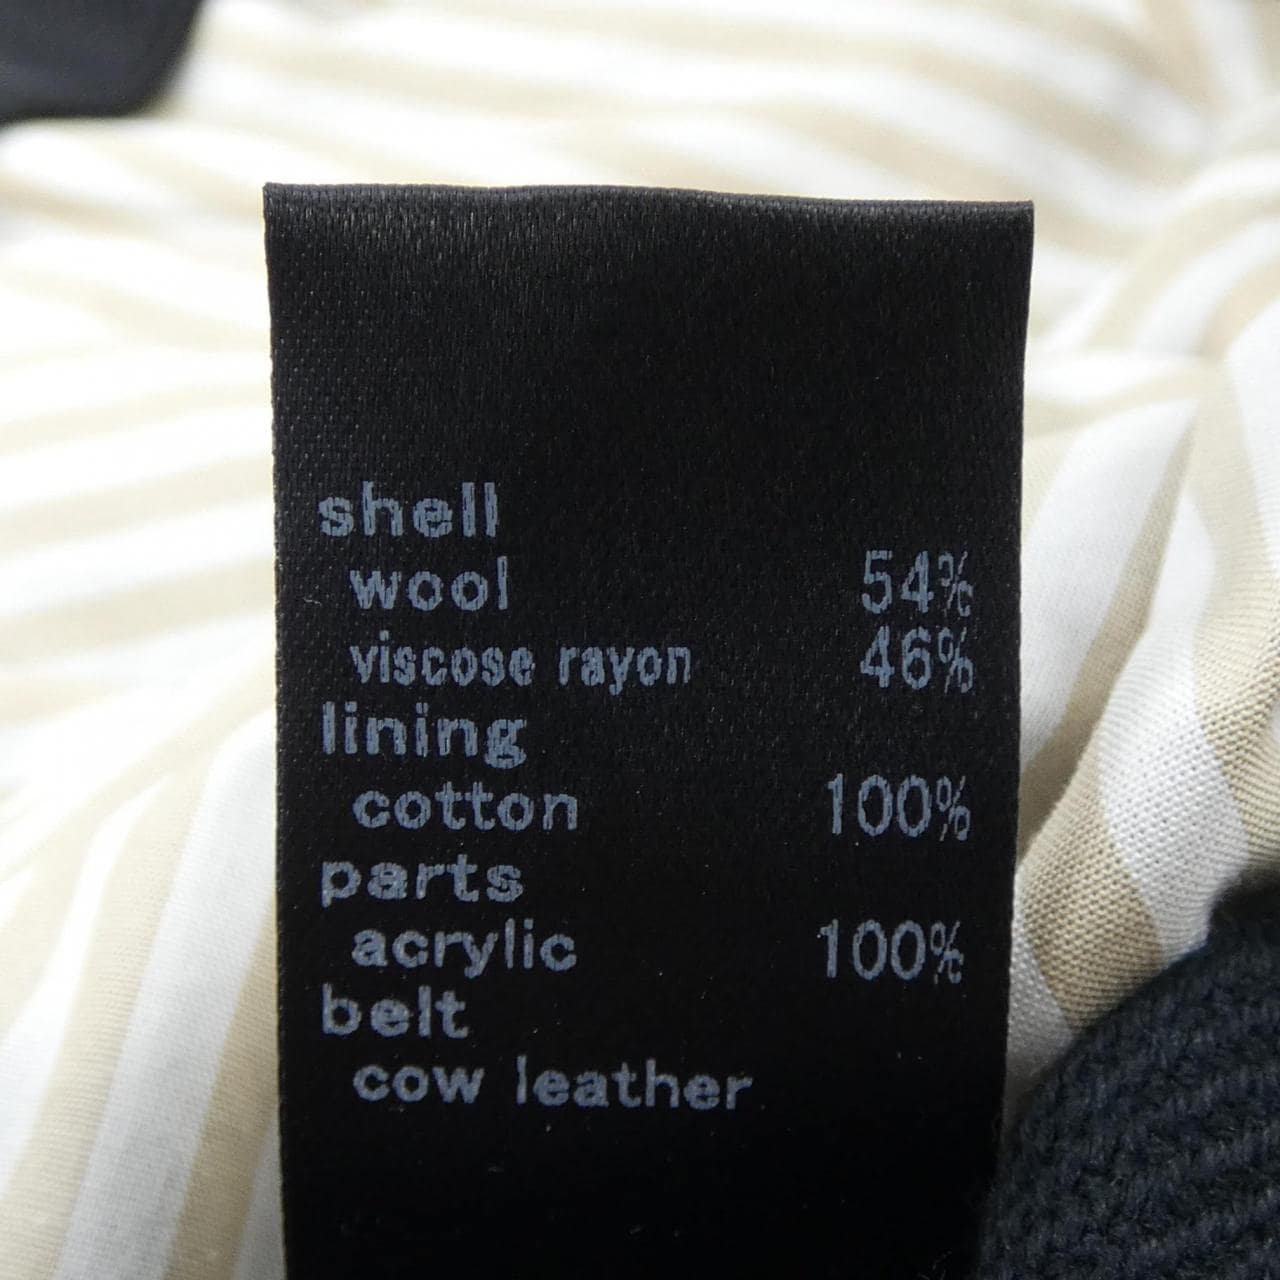 shell
wool 54%
viscose rayon 46%
lining
cotton 100%
parts
acrylic 100%
belt
cow leather